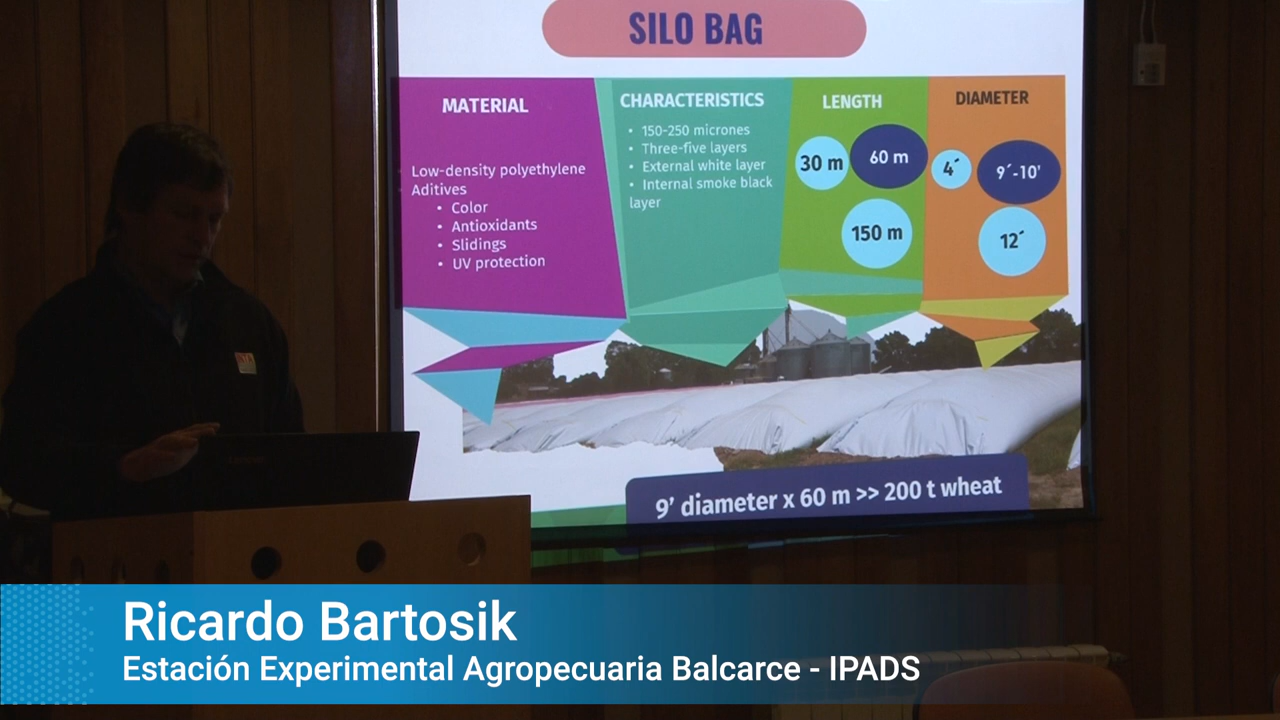 SILO BAG
MATERIAL
Low-density polyethylene
Aditives
• Color
• Antioxidants
• Slidings
• UV protection
CHARACTERISTICS
• 150-250 micrones
• Three-five layers
• External white layer
• Internal smoke black
layer
LENGTH
30 m
60 m
150 m
DIAMETER
4´
9´-10'
12´
9' diameter x 60 m >> 200 t wheat
Ricardo Bartosik
Estación Experimental Agropecuaria Balcarce - IPADS